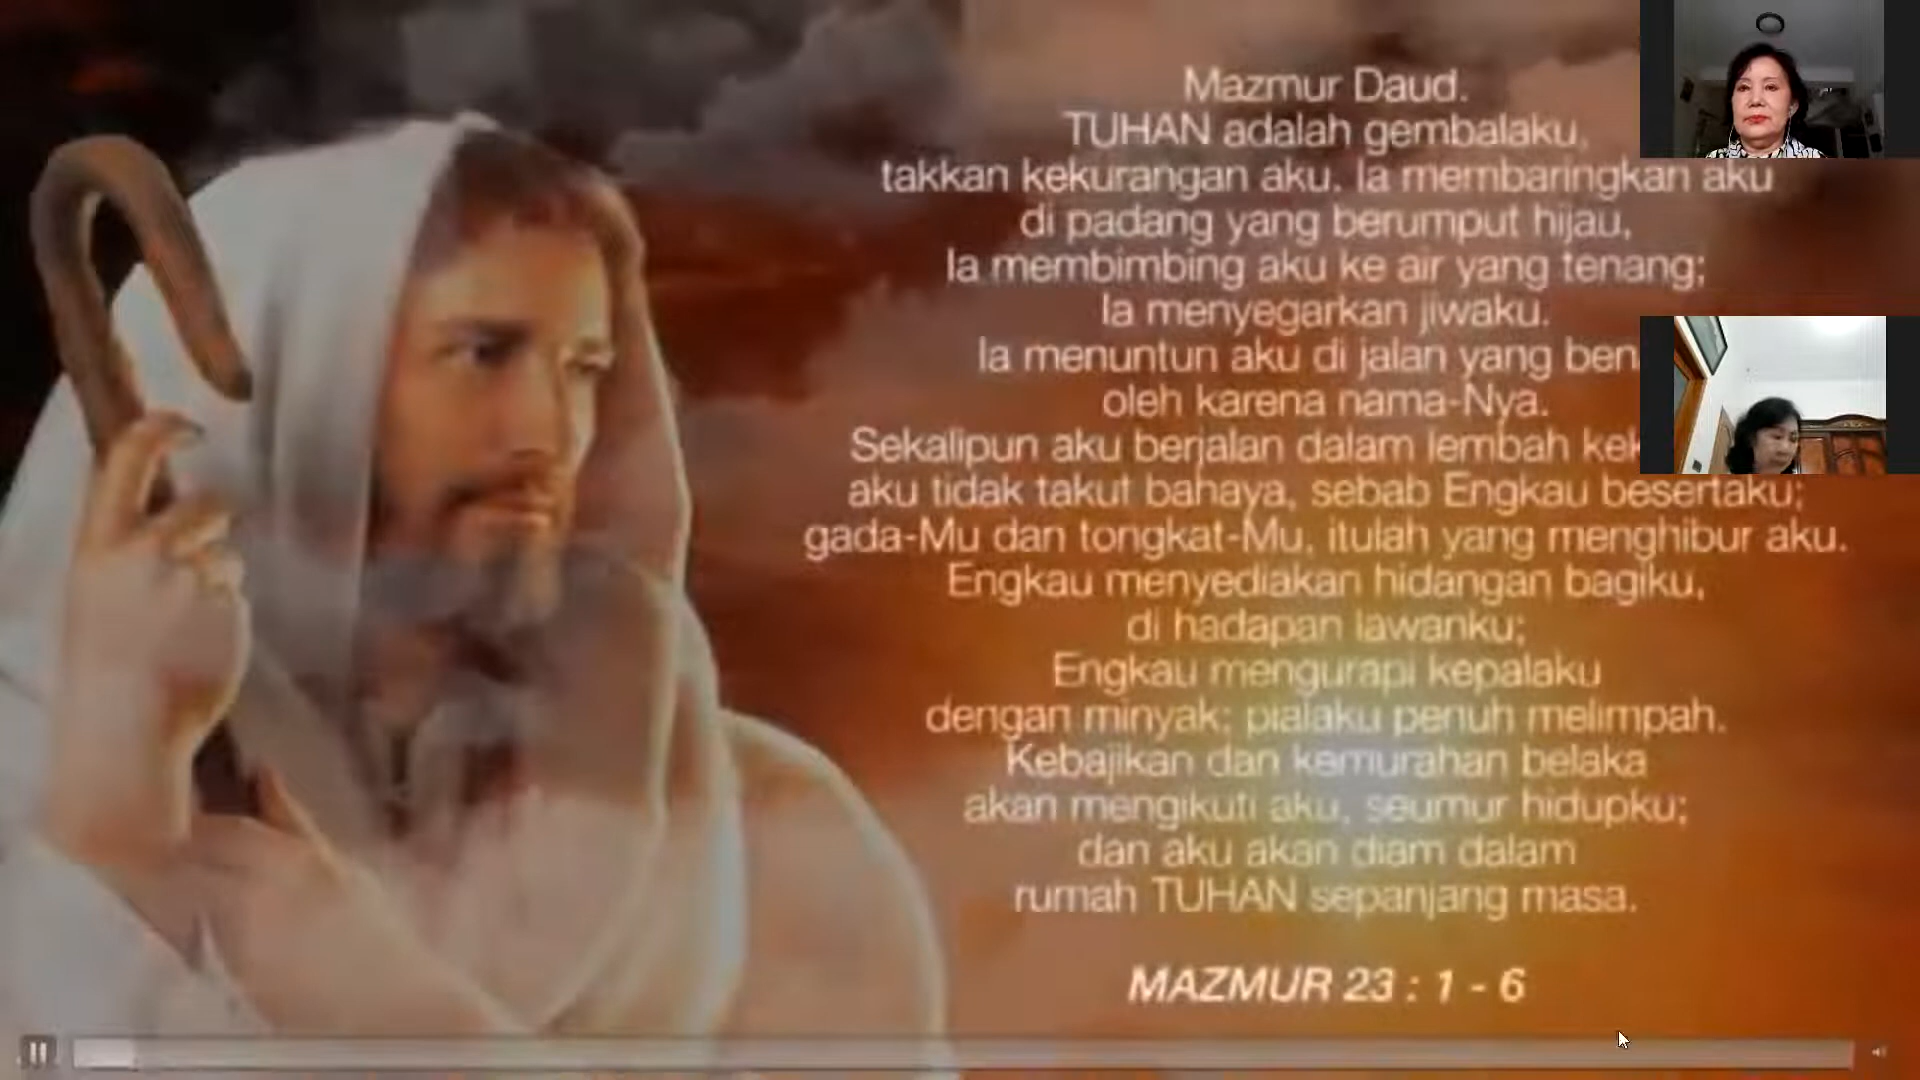 Mazmur Daud.
TUHAN adalah gembalaku,
takkan kekurangan aku. Ia membaringkan aku
di padang yang berumput hijau,
Ia membimbing aku ke air yang tenang;
Ia menyegarkan jiwaku.
Ia menuntun aku di jalan yang
oleh karena nama-Nya.
Sekalipun aku berjalan dalam lembah
aku tidak takut bahaya, sebab Engkau besertaku;
gada-Mu dan tongkat-Mu, itulah yang menghibur aku.
Engkau menyediakan hidangan bagiku,
di hadapan lawanku;
Engkau mengurapi kepalaku
dengan minyak; pialaku penuh melimpah.
Kebajikan dan kemurahan belaka
akan mengikuti aku, seumur hidupku;
dan aku akan diam dalam
rumah TUHAN sepanjang masa.
MAZMUR 23 : 1 - 6